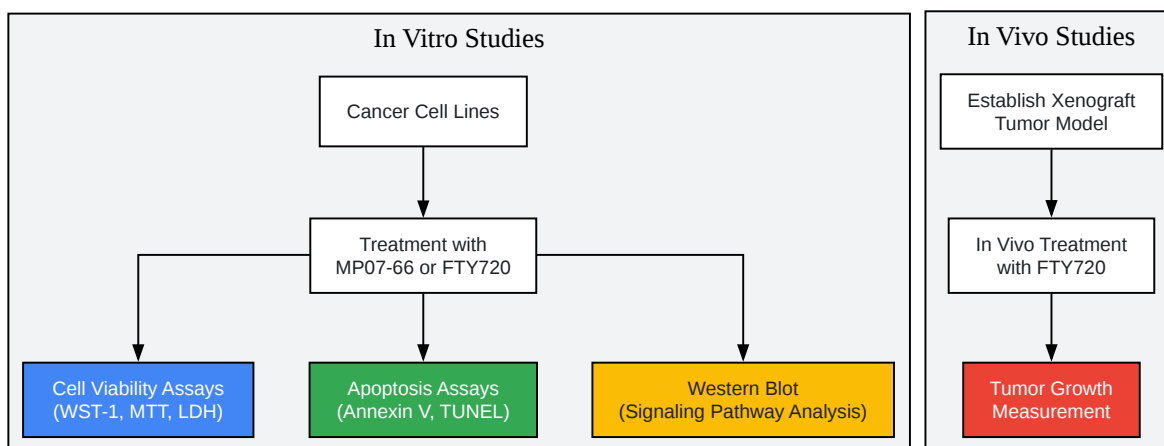 In Vitro Studies
Cancer Cell Lines
Treatment with
MP07-66 or FTY720
Cell Viability Assays
(WST-1, MTT, LDH)
Apoptosis Assays
(Annexin V, TUNEL)
Western Blot
(Signaling Pathway Analysis)
In Vivo Studies
Establish Xenograft
Tumor Model
In Vivo Treatment
with FTY720
Tumor Growth
Measurement